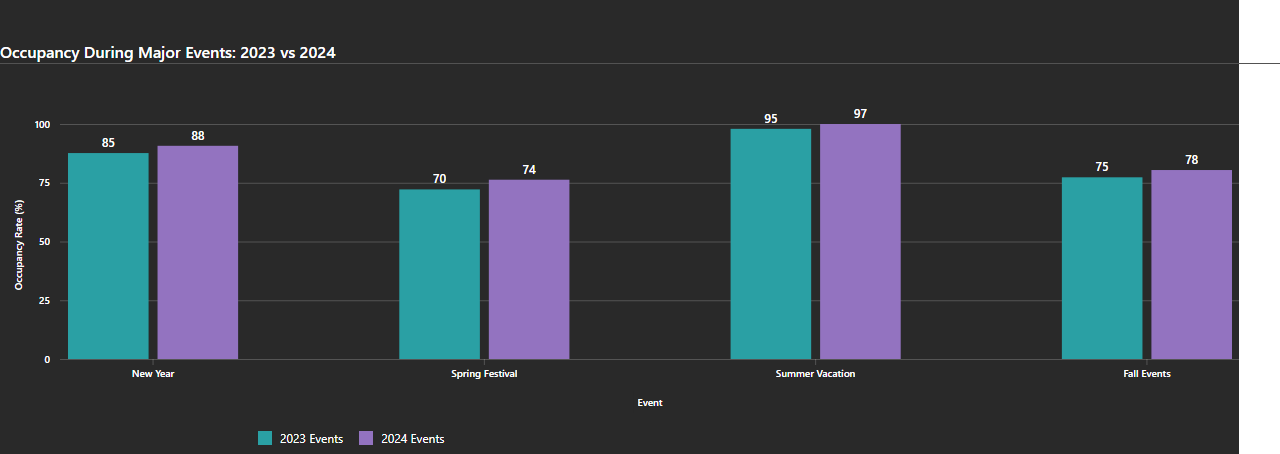 Occupancy During Major Events: 2023 vs 2024
100
75
50
25
0
Occupancy Rate (%)
85
88
70
74
95
97
75
78
New Year
Spring Festival
Summer Vacation
Fall Events
Event
2023 Events
2024 Events